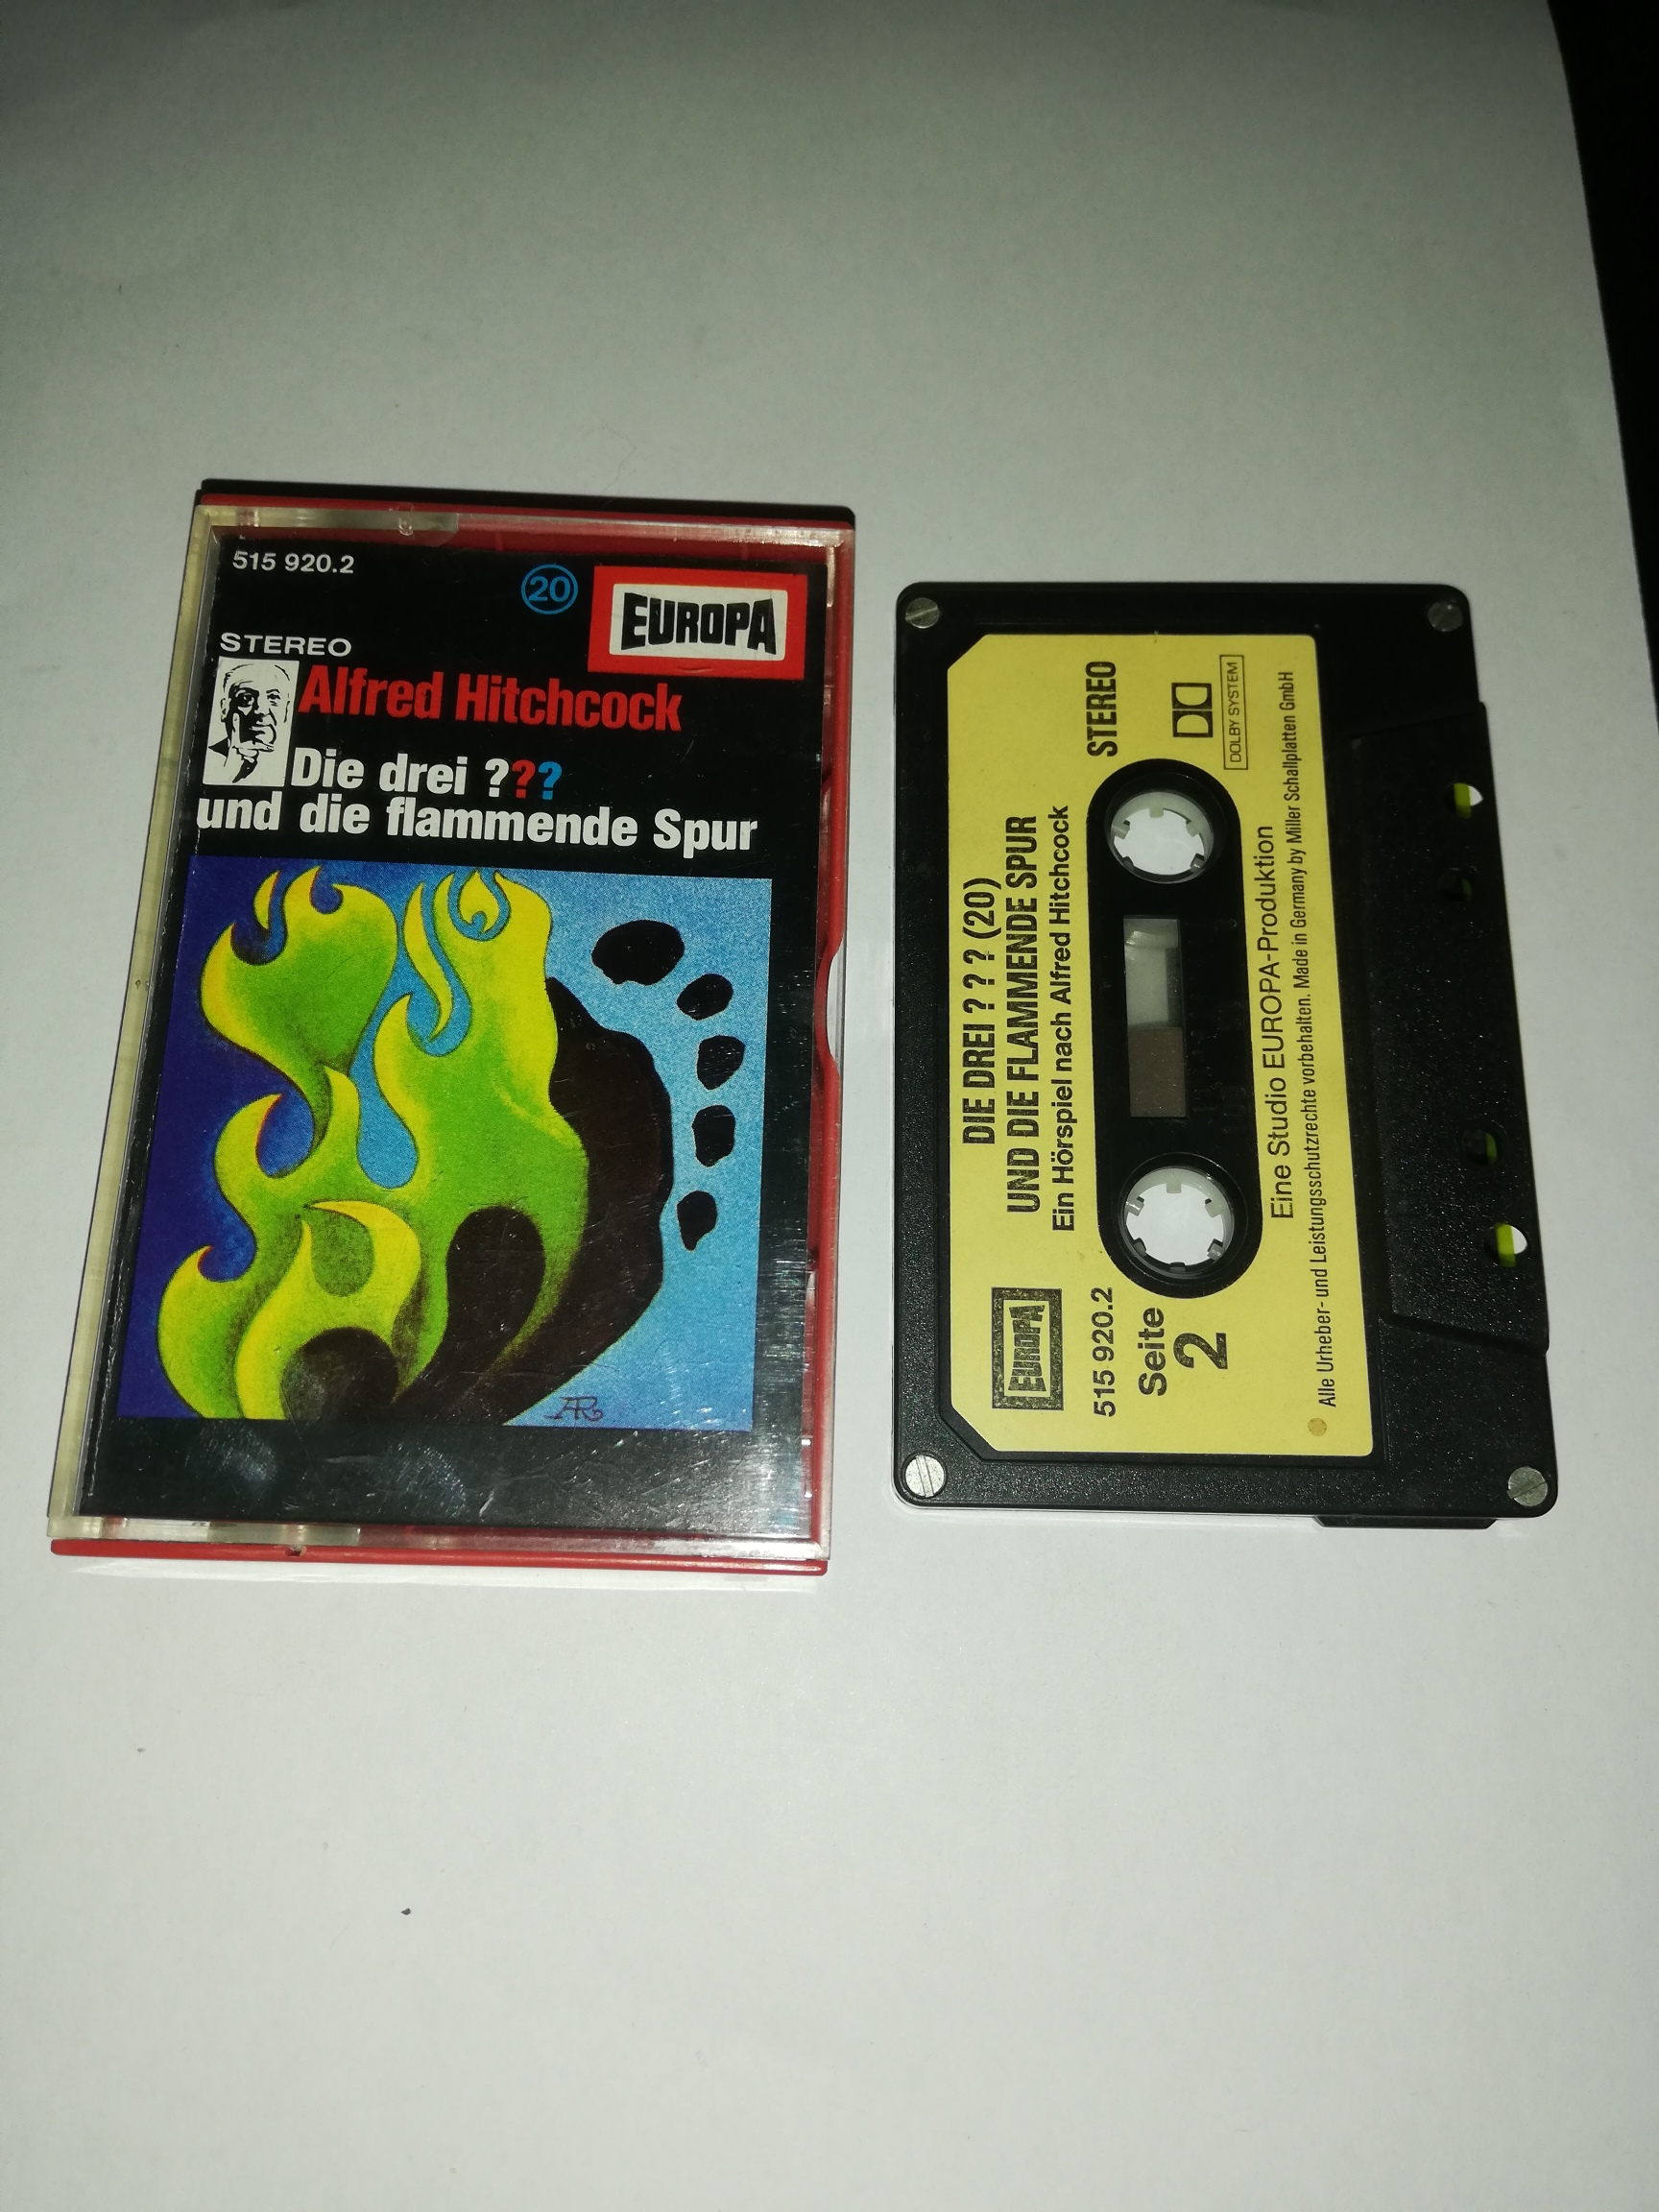 515 920.2
20
EUROPA
STEREO
Alfred Hitchcock
Die drei ???
und die flammende Spur
AR
DIE DREI ? ? ? (20)
UND DIE FLAMMENDE SPUR
Ein Hörspiel nach Alfred Hitchcock
EUROPA
515 920.2
Seite
2
STEREO
DOLBY SYSTEM
Eine Studio EUROPA-Produktion
Alle Urheber- und Leistungsschutzrechte vorbehalten. Made in Germany by Miller Schallplatten GmbH